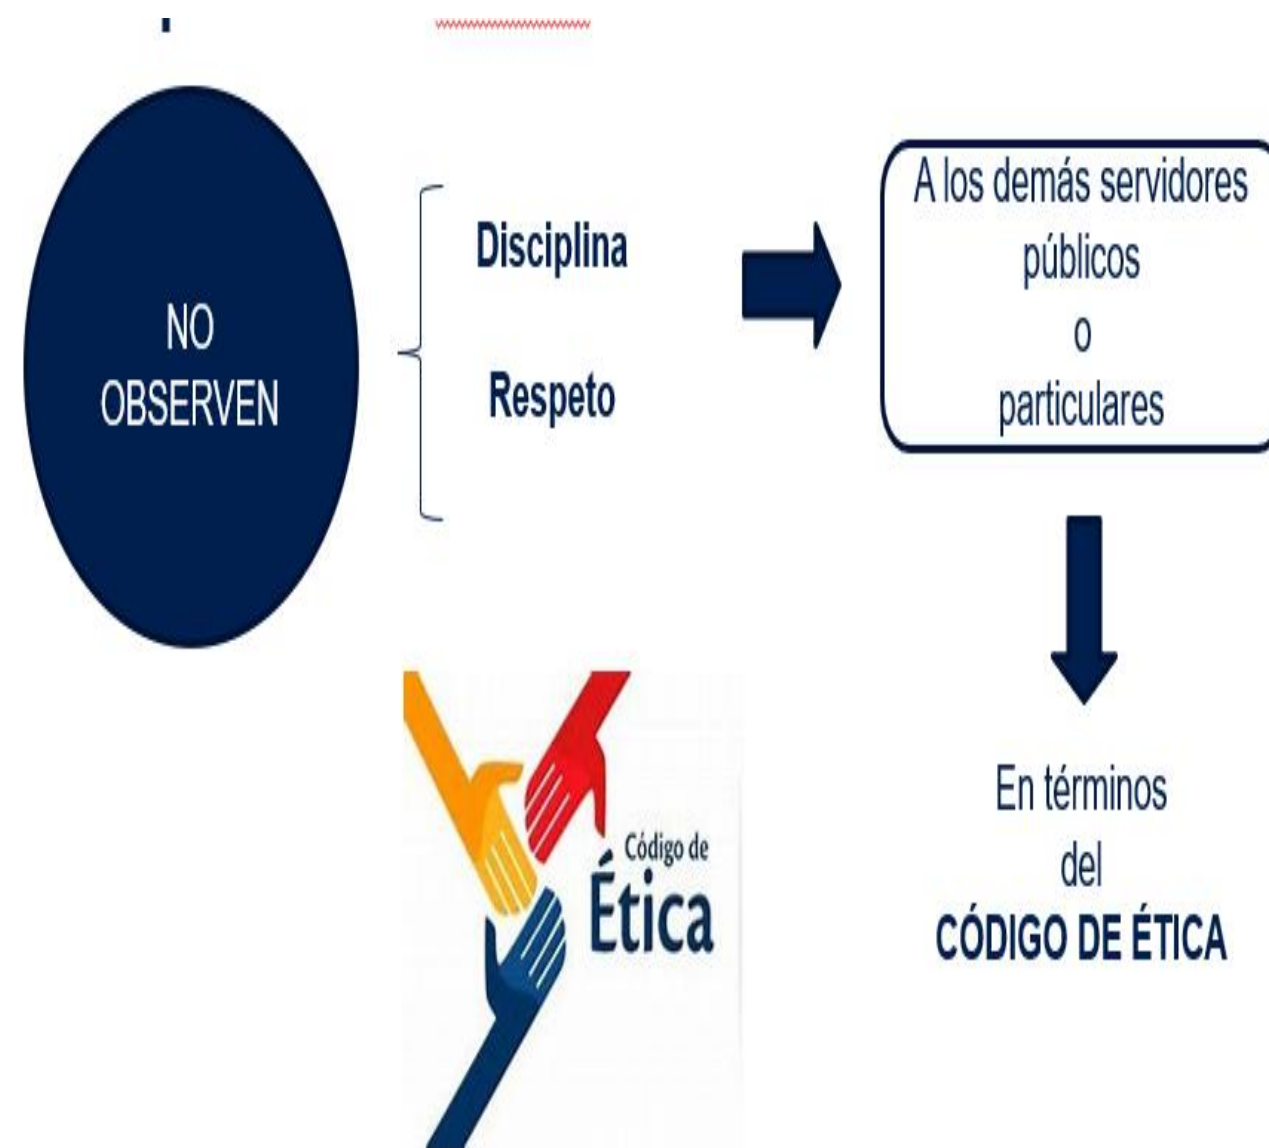 NO
OBSERVEN
Disciplina
Respeto
A los demás servidores
públicos
o
particulares
En términos
del
CÓDIGO DE ÉTICA
Código de
Ética